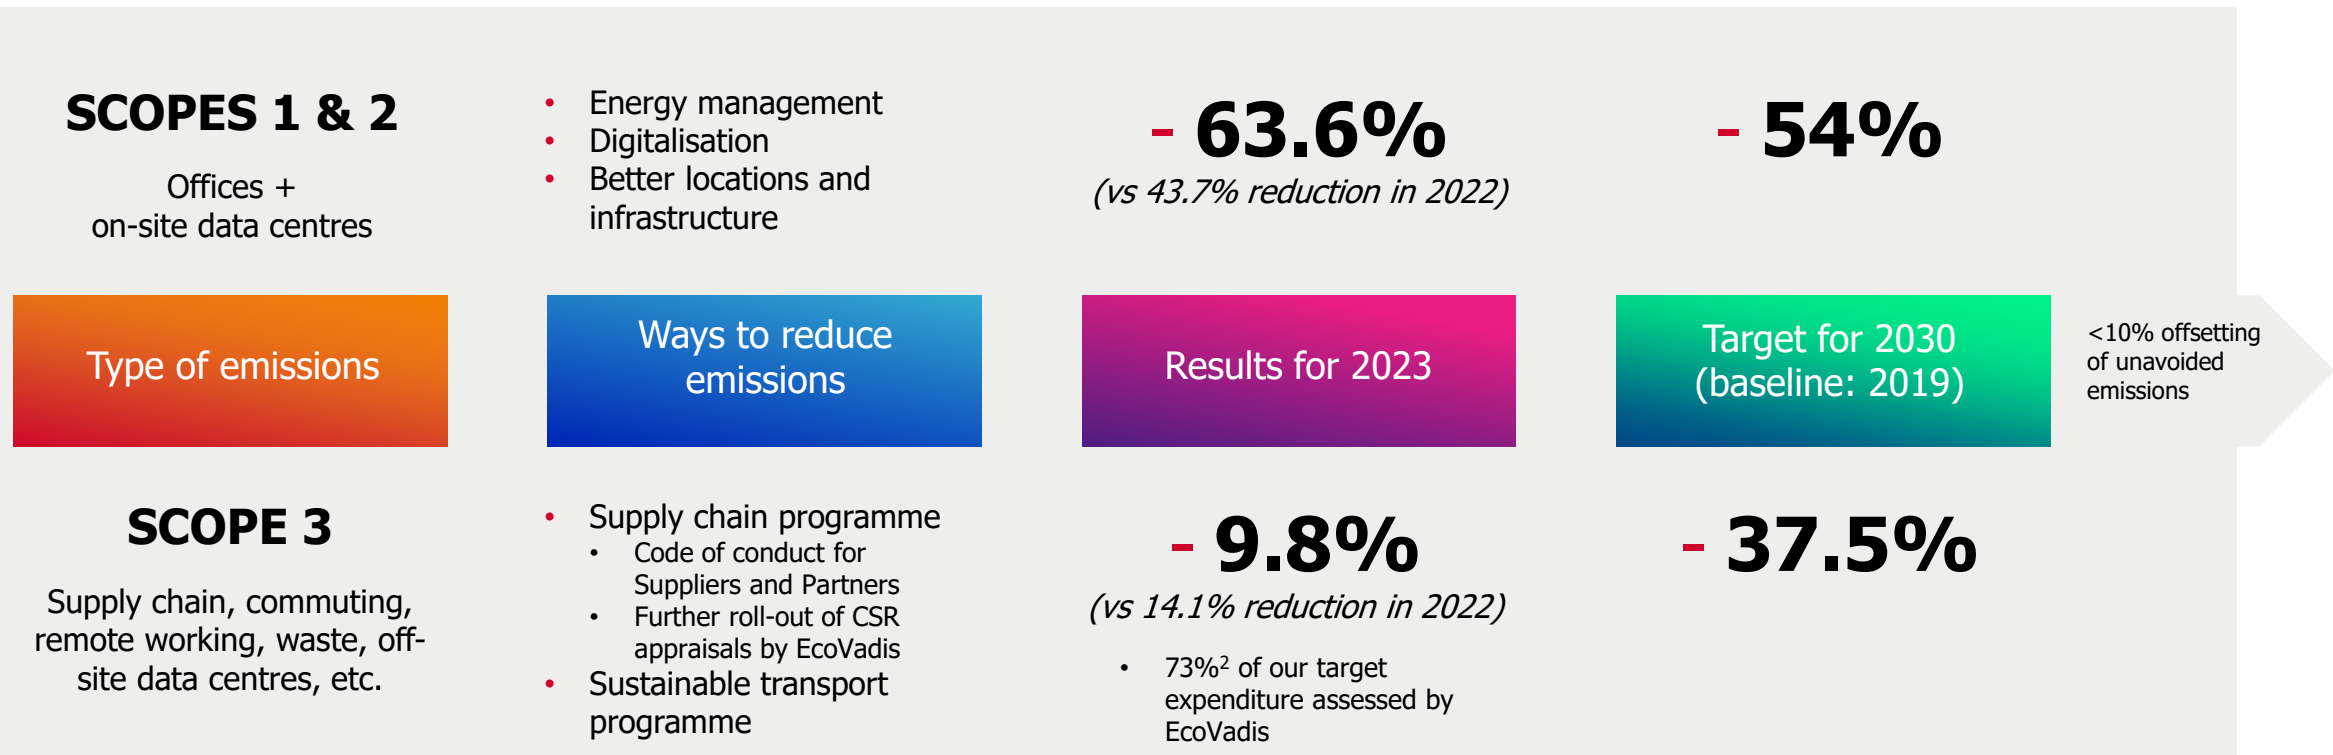 SCOPES 1 & 2
Offices +
on-site data centres
• Energy management
• Digitalisation
• Better locations and
infrastructure
- 63.6%
(vs 43.7% reduction in 2022)
- 54%
Type of emissions
Ways to reduce
emissions
Results for 2023
Target for 2030
(baseline: 2019)
<10% offsetting
of unavoided
emissions
SCOPE 3
Supply chain, commuting,
remote working, waste, off-
site data centres, etc.
• Supply chain programme
• Code of conduct for
Suppliers and Partners
• Further roll-out of CSR
appraisals by EcoVadis
• Sustainable transport
programme
- 9.8%
(vs 14.1% reduction in 2022)
• 73%² of our target
expenditure assessed by
EcoVadis
- 37.5%